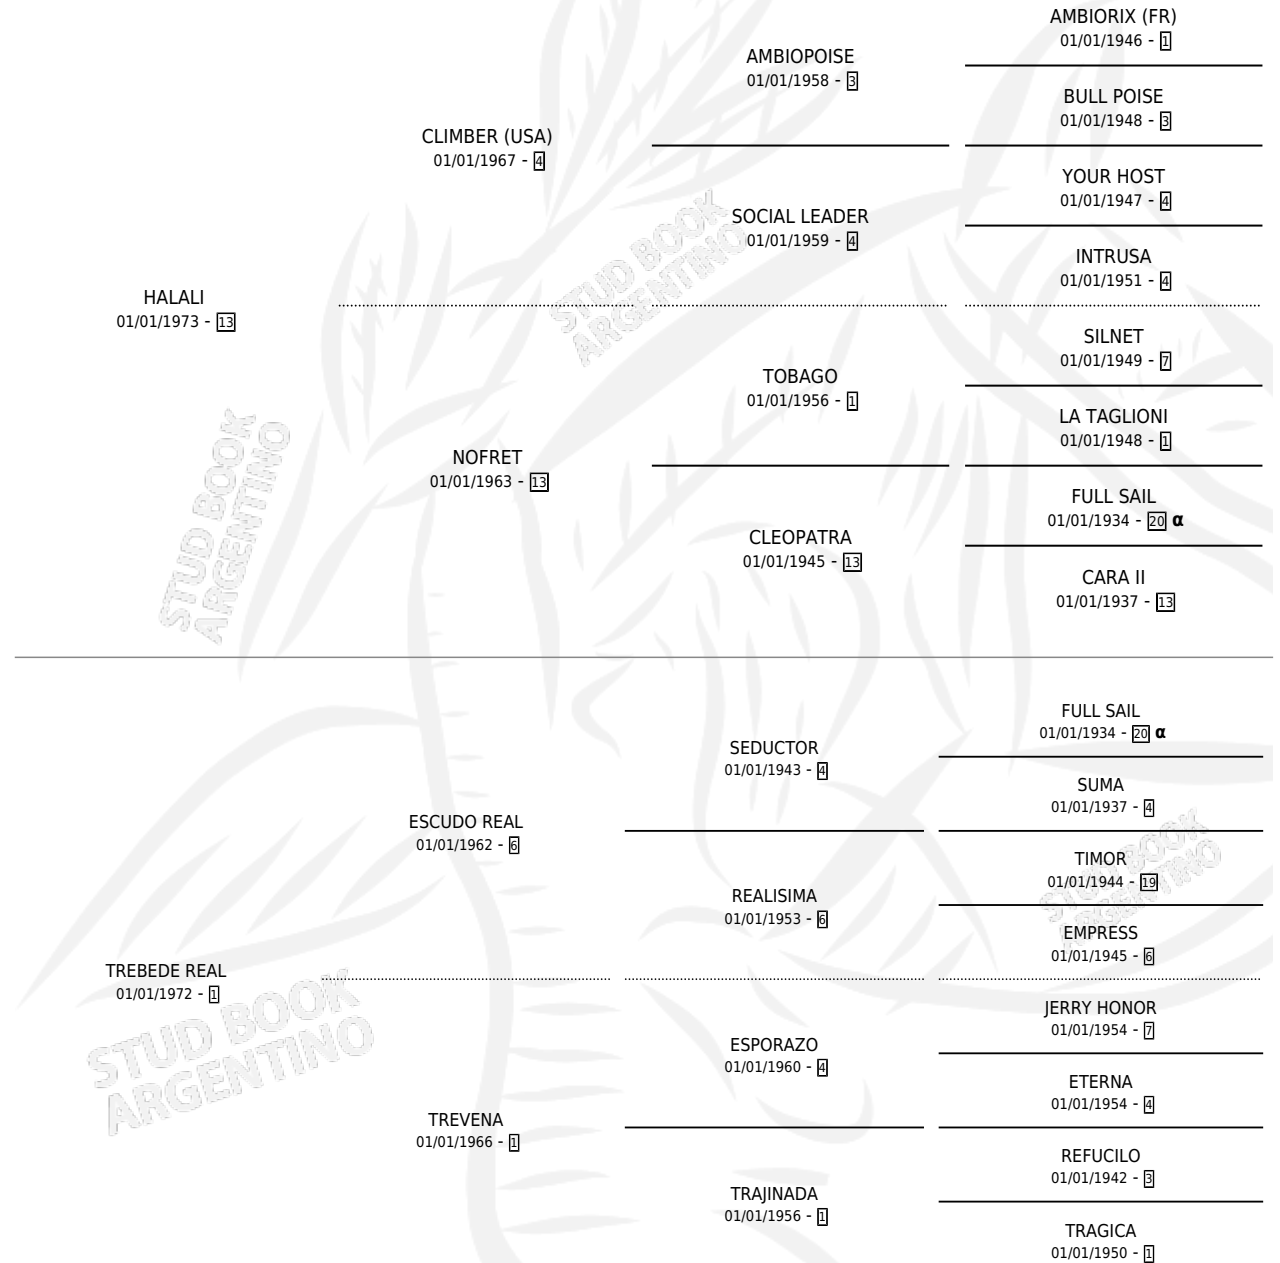 AMBIORIX (FR)
01/01/1946 - 1
AMBIOPOISE
01/01/1958 - 3
BULL POISE
01/01/1948 - 3
CLIMBER (USA)
01/01/1967 - 4
YOUR HOST
01/01/1947 - 4
SOCIAL LEADER
01/01/1959 - 4
INTRUSA
01/01/1951 - 4
HALALI
01/01/1973 - 13
SILNET
01/01/1949 - 7
TOBAGO
01/01/1956 - 1
LA TAGLIONI
01/01/1948 - 1
NOFRET
01/01/1963 - 13
FULL SAIL
01/01/1934 - 20 α
CLEOPATRA
01/01/1945 - 13
CARA II
01/01/1937 - 13
FULL SAIL
01/01/1934 - 20 α
SEDUCTOR
01/01/1943 - 4
SUMA
01/01/1937 - 4
ESCUDO REAL
01/01/1962 - 6
TIMOR
01/01/1944 - 19
REALISIMA
01/01/1953 - 6
EMPRESS
01/01/1945 - 6
TREBEDE REAL
01/01/1972 - 1
JERRY HONOR
01/01/1954 - 7
ESPORAZO
01/01/1960 - 4
ETERNA
01/01/1954 - 4
TREVENA
01/01/1966 - 1
REFUCILO
01/01/1942 - 3
TRAJINADA
01/01/1956 - 1
TRAGICA
01/01/1950 - 1
STUD BOOK
ARGENTINO
STUD BOOK
ARGENTINO
STUD BOOK
ARGENTINO
STUD BOOK
ARGENTINO